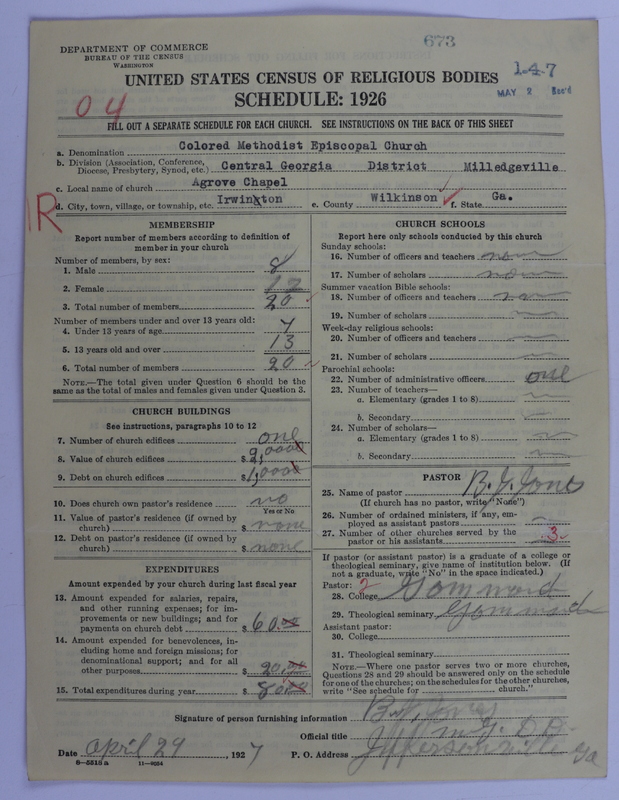 673
DEPARTMENT OF COMMERCE
BUREAU OF THE CENSUS
WASHINGTON
147
MAY 2 Rec'd
UNITED STATES CENSUS OF RELIGIOUS BODIES
SCHEDULE: 1926
04
FILL OUT A SEPARATE SCHEDULE FOR EACH CHURCH. SEE INSTRUCTIONS ON THE BACK OF THIS SHEET
a. Denomination Colored Methodist Episcopal Church
b. Division (Association, Conference, Diocese, Presbytery, Synod, etc.) Central Georgia District Milledgeville
c. Local name of church Agrove Chapel
R
d. City, town, village, or township, etc. Irwinton e. County Wilkinson f. State Ga.
MEMBERSHIP
Report number of members according to definition of
member in your church
Number of members, by sex:
1. Male 8
2. Female 12
3. Total number of members 20
Number of members under and over 13 years old:
4. Under 13 years of age 7
5. 13 years old and over 13
6. Total number of members 20
NOTE.—The total given under Question 6 should be
same as the total of males and females given under Question 3.
CHURCH BUILDINGS
See instructions, paragraphs 10 to 12
7. Number of church edifices one
8. Value of church edifices $
9. Debt on church edifices $
10. Does church own pastor's residence no
Yes or No
11. Value of pastor's residence (if owned by
church) $ none
12. Debt on pastor's residence (if owned by
church) $ none
EXPENDITURES
Amount expended by your church during last fiscal year
13. Amount expended for salaries, repairs,
and other running expenses; for im-
provements or new buildings; and for
payments on church debt $ 60.00
14. Amount expended for benevolences, in-
cluding home and foreign missions; for
denominational support; and for all
other purposes $ 20.00
15. Total expenditures during year $ 80.00
CHURCH SCHOOLS
Report here only schools conducted by this church
Sunday schools:
16. Number of officers and teachers
17. Number of scholars
Summer vacation Bible schools:
18. Number of officers and teachers
19. Number of scholars
Week-day religious schools:
20. Number of officers and teachers
21. Number of scholars
Parochial schools:
22. Number of administrative officers one
23. Number of teachers—
a. Elementary (grades 1 to 8)
b. Secondary
24. Number of scholars—
a. Elementary (grades 1 to 8)
b. Secondary
PASTOR
25. Name of pastor Jones
(If church has no pastor, write "None")
26. Number of ordained ministers, if any, em-
ployed as assistant pastors
27. Number of other churches served by the
pastor or his assistants 3
If pastor (or assistant pastor) is a graduate of a college or
theological seminary, give name of institution below. (If
not a graduate, write "No" in the space indicated.)
Pastor: ?
28. College
29. Theological seminary
Assistant pastor:
30. College
31. Theological seminary
NOTE.—Where one pastor serves two or more churches,
Questions 28 and 29 should be answered only on the schedule
for one of the churches; on the schedules for the other churches,
write "See schedule for church."
Signature of person furnishing information Jones
Official title
Date April 29, 1927 P. O. Address Jeffersonville Ga
8—5513a 11—9054